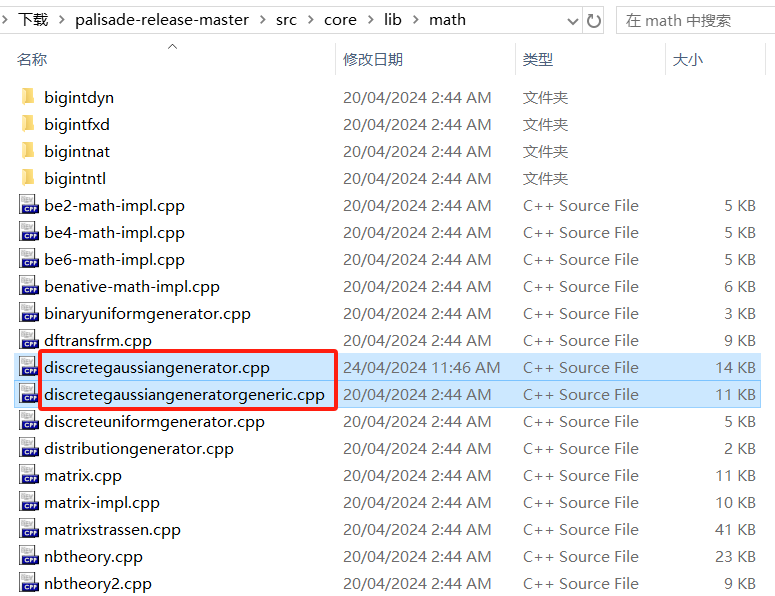 下载 > palisade-release-master > src > core > lib > math 在 math 中搜索
名称 修改日期 类型 大小
bigintdyn 20/04/2024 2:44 AM 文件夹
bigintfxd 20/04/2024 2:44 AM 文件夹
bigintnat 20/04/2024 2:44 AM 文件夹
bigintntl 20/04/2024 2:44 AM 文件夹
be2-math-impl.cpp 20/04/2024 2:44 AM C++ Source File 5 KB
be4-math-impl.cpp 20/04/2024 2:44 AM C++ Source File 5 KB
be6-math-impl.cpp 20/04/2024 2:44 AM C++ Source File 5 KB
benative-math-impl.cpp 20/04/2024 2:44 AM C++ Source File 6 KB
binaryuniformgenerator.cpp 20/04/2024 2:44 AM C++ Source File 3 KB
dftransfrm.cpp 20/04/2024 2:44 AM C++ Source File 9 KB
discretegaussiangenerator.cpp 24/04/2024 11:46 AM C++ Source File 14 KB
discretegaussiangeneratorgeneric.cpp 20/04/2024 2:44 AM C++ Source File 11 KB
discreteuniformgenerator.cpp 20/04/2024 2:44 AM C++ Source File 5 KB
distributiongenerator.cpp 20/04/2024 2:44 AM C++ Source File 2 KB
matrix.cpp 20/04/2024 2:44 AM C++ Source File 11 KB
matrix-impl.cpp 20/04/2024 2:44 AM C++ Source File 10 KB
matrixstrassen.cpp 20/04/2024 2:44 AM C++ Source File 41 KB
nbtheory.cpp 20/04/2024 2:44 AM C++ Source File 23 KB
nbtheory2.cpp 20/04/2024 2:44 AM C++ Source File 9 KB